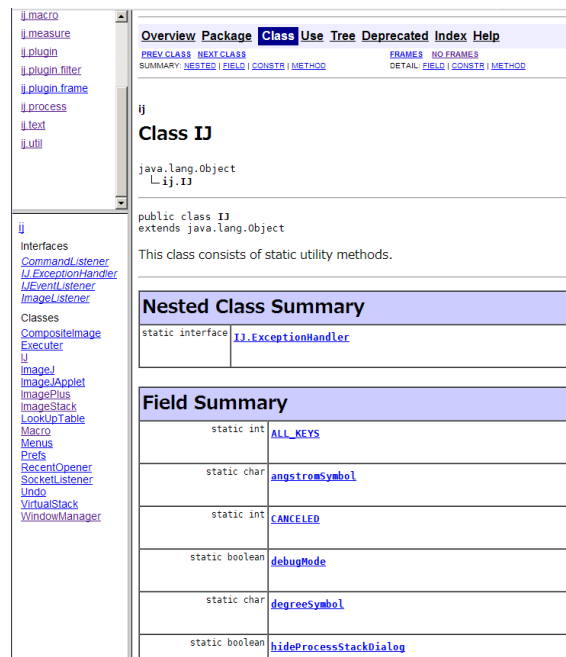 ij.macro
ij.measure
ij.plugin
ij.plugin.filter
ij.plugin.frame
ij.process
ij.text
ij.util
ij
Interfaces
CommandListener
IJ.ExceptionHandler
IJEventListener
ImageListener
Classes
CompositeImage
Executer
IJ
ImageJ
ImageJApplet
ImagePlus
ImageStack
LookUpTable
Macro
Menus
Prefs
RecentOpener
SocketListener
Undo
VirtualStack
WindowManager
Overview Package Class Use Tree Deprecated Index Help
PREV CLASS NEXT CLASS FRAMES NO FRAMES
SUMMARY: NESTED | FIELD | CONSTR | METHOD DETAIL: FIELD | CONSTR | METHOD
ij
Class IJ
java.lang.Object
ij.IJ
public class IJ
extends java.lang.Object
This class consists of static utility methods.
Nested Class Summary
static interface IJ.ExceptionHandler
Field Summary
static int ALL_KEYS
static char angstromSymbol
static int CANCELED
static boolean debugMode
static char degreeSymbol
static boolean hideProcessStackDialog